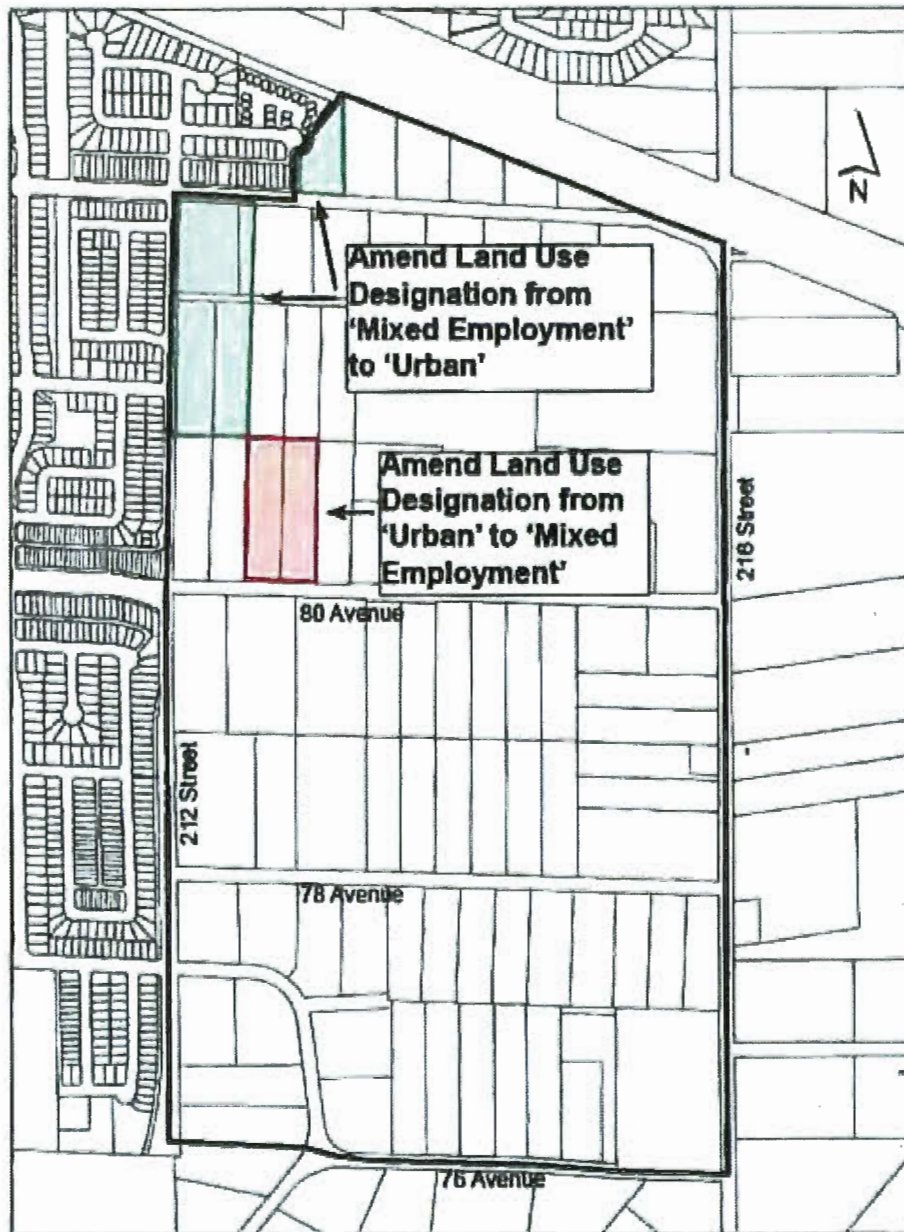 N
Amend Land Use
Designation from
‘Mixed Employment’
to ‘Urban’
Amend Land Use
Designation from
‘Urban’ to ‘Mixed
Employment’
216 Street
80 Avenue
212 Street
78 Avenue
76 Avenue